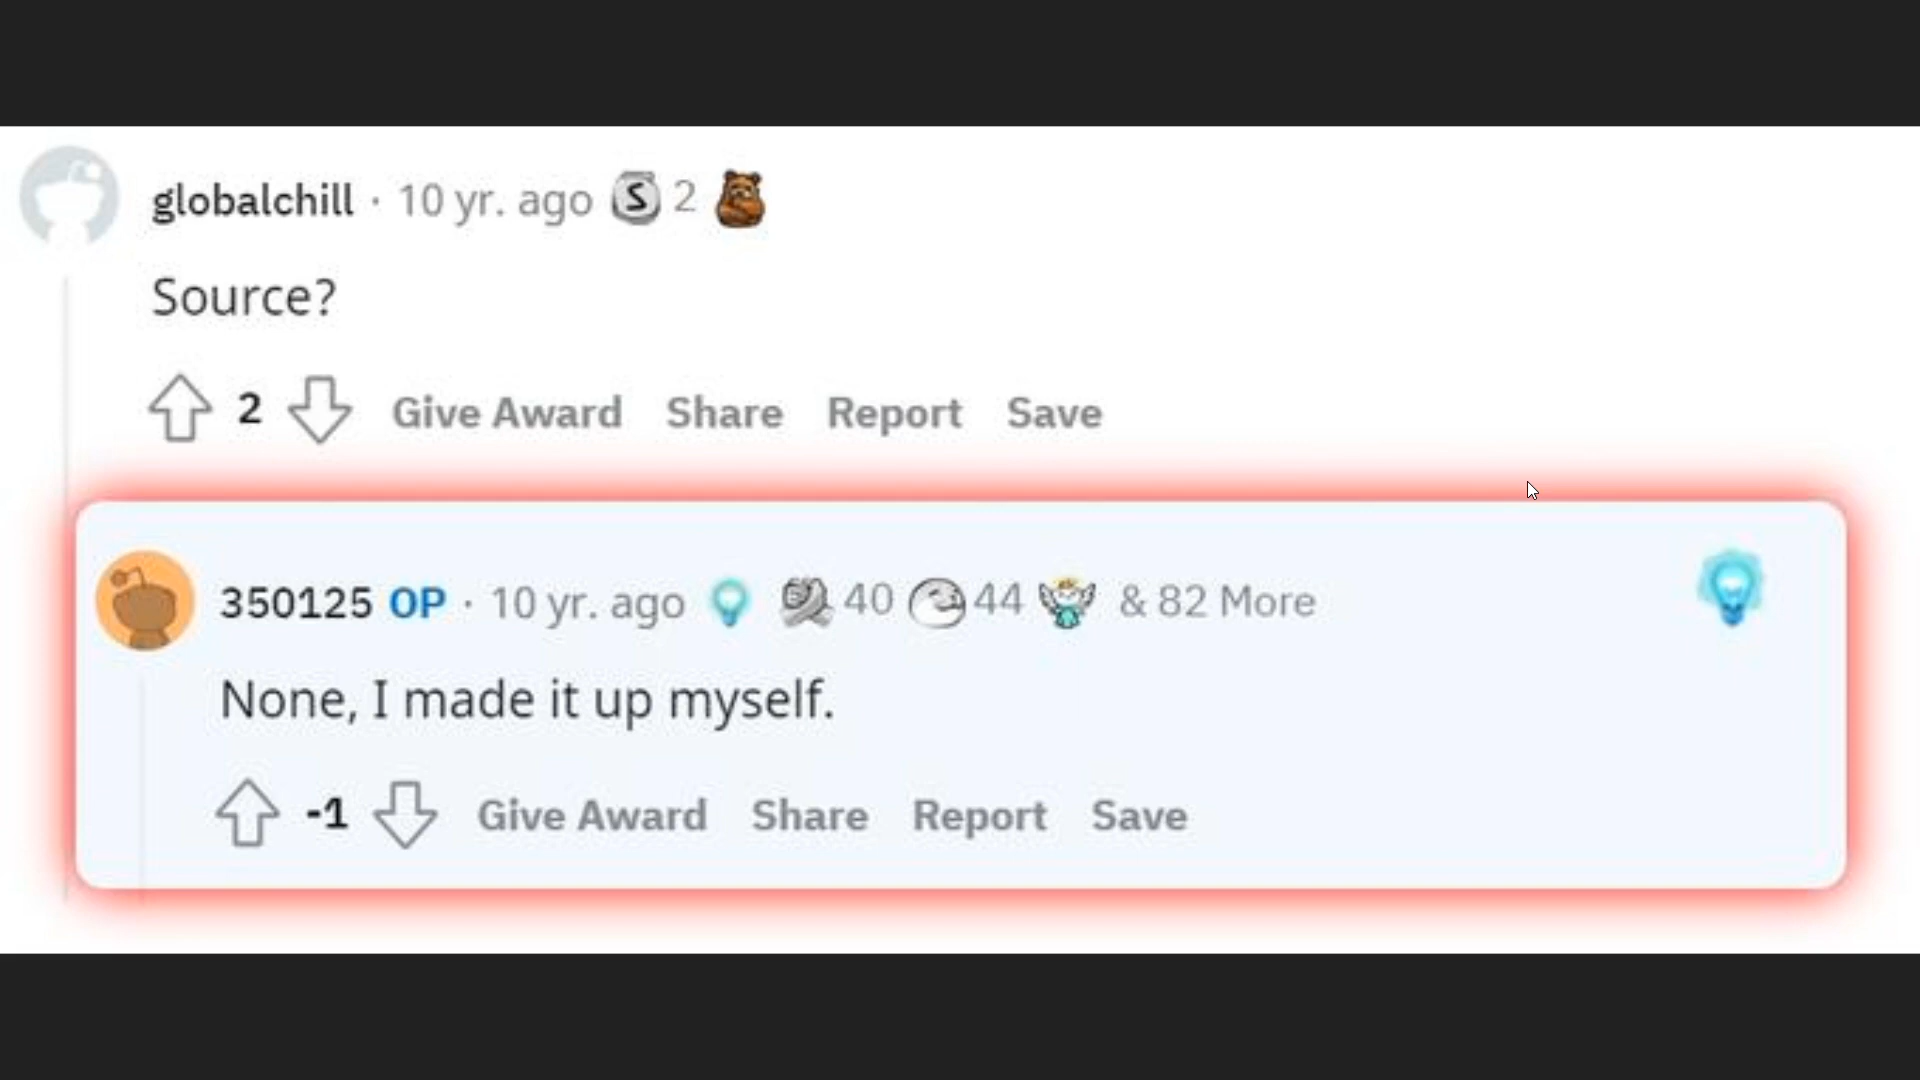 globalchill · 10 yr. ago S 2
Source?
2 Give Award Share Report Save
350125 OP · 10 yr. ago 40 44 & 82 More
None, I made it up myself.
-1 Give Award Share Report Save